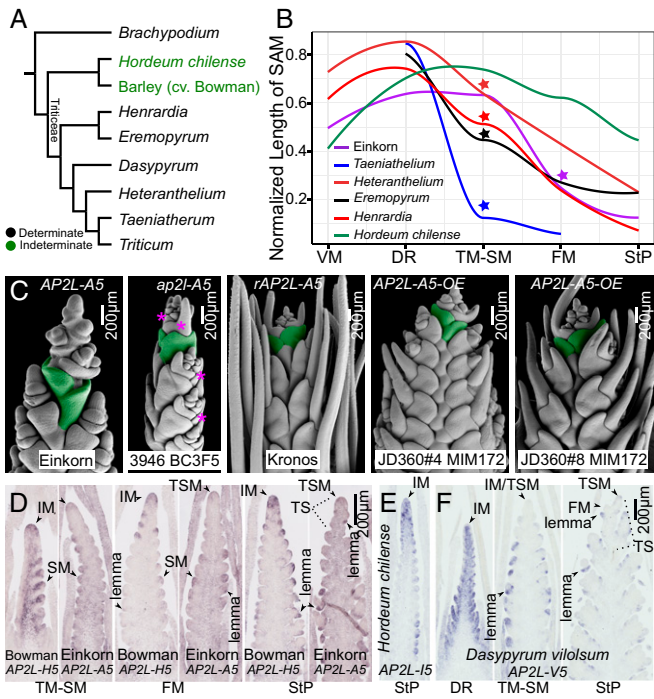 A
Brachypodium
Hordeum chilense
Barley (cv. Bowman)
Triticeae
Henrardia
Eremopyrum
Dasypyrum
Heteranthelium
Taeniatherum
Triticum
Determinate
Indeterminate
B
Normalized Length of SAM
0.8
0.6
0.4
0.2
Einkorn
Taeniathelium
Heteranthelium
Eremopyrum
Henrardia
Hordeum chilense
VM DR TM-SM FM StP
C
AP2L-A5
200μm
Einkorn
ap2l-A5
200μm
* * * *
3946 BC3F5
rAP2L-A5
200μm
Kronos
AP2L-A5-OE
200μm
JD360#4 MIM172
AP2L-A5-OE
200μm
JD360#8 MIM172
D
IM
SM
IM
TSM
lemma
lemma
IM
TSM
TS
lemma
lemma
200μm
Bowman Einkorn Bowman Einkorn Bowman Einkorn
AP2L-H5 AP2L-A5 AP2L-H5 AP2L-A5 AP2L-H5 AP2L-A5
TM-SM FM StP
E
IM
Hordeum chilense
AP2L-I5
StP
F
IM/TSM
TSM
FM
lemma
TS
lemma
200μm
Dasypyrum vilolsum
AP2L-V5
DR TM-SM StP